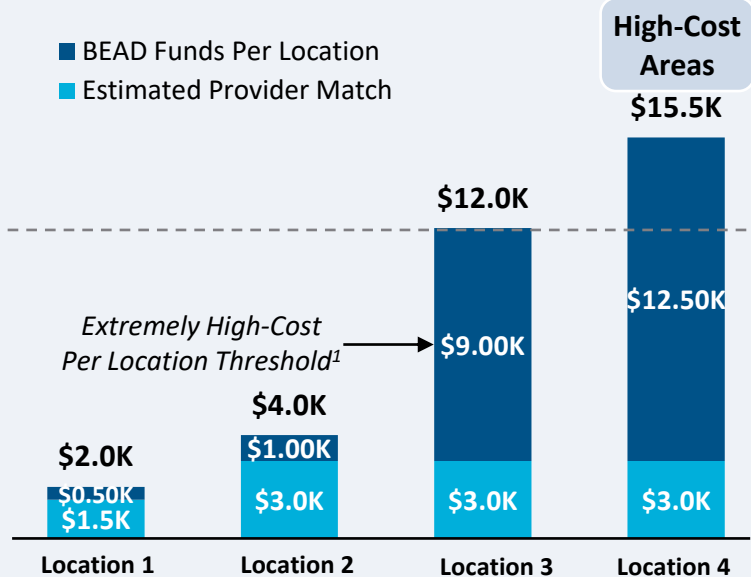 BEAD Funds Per Location
Estimated Provider Match
High-Cost
Areas
$15.5K
$12.0K
$12.50K
Extremely High-Cost
Per Location Threshold1
$9.00K
$4.0K
$1.00K
$2.0K
$0.50K
$1.5K
$3.0K
$3.0K
$3.0K
Location 1
Location 2
Location 3
Location 4